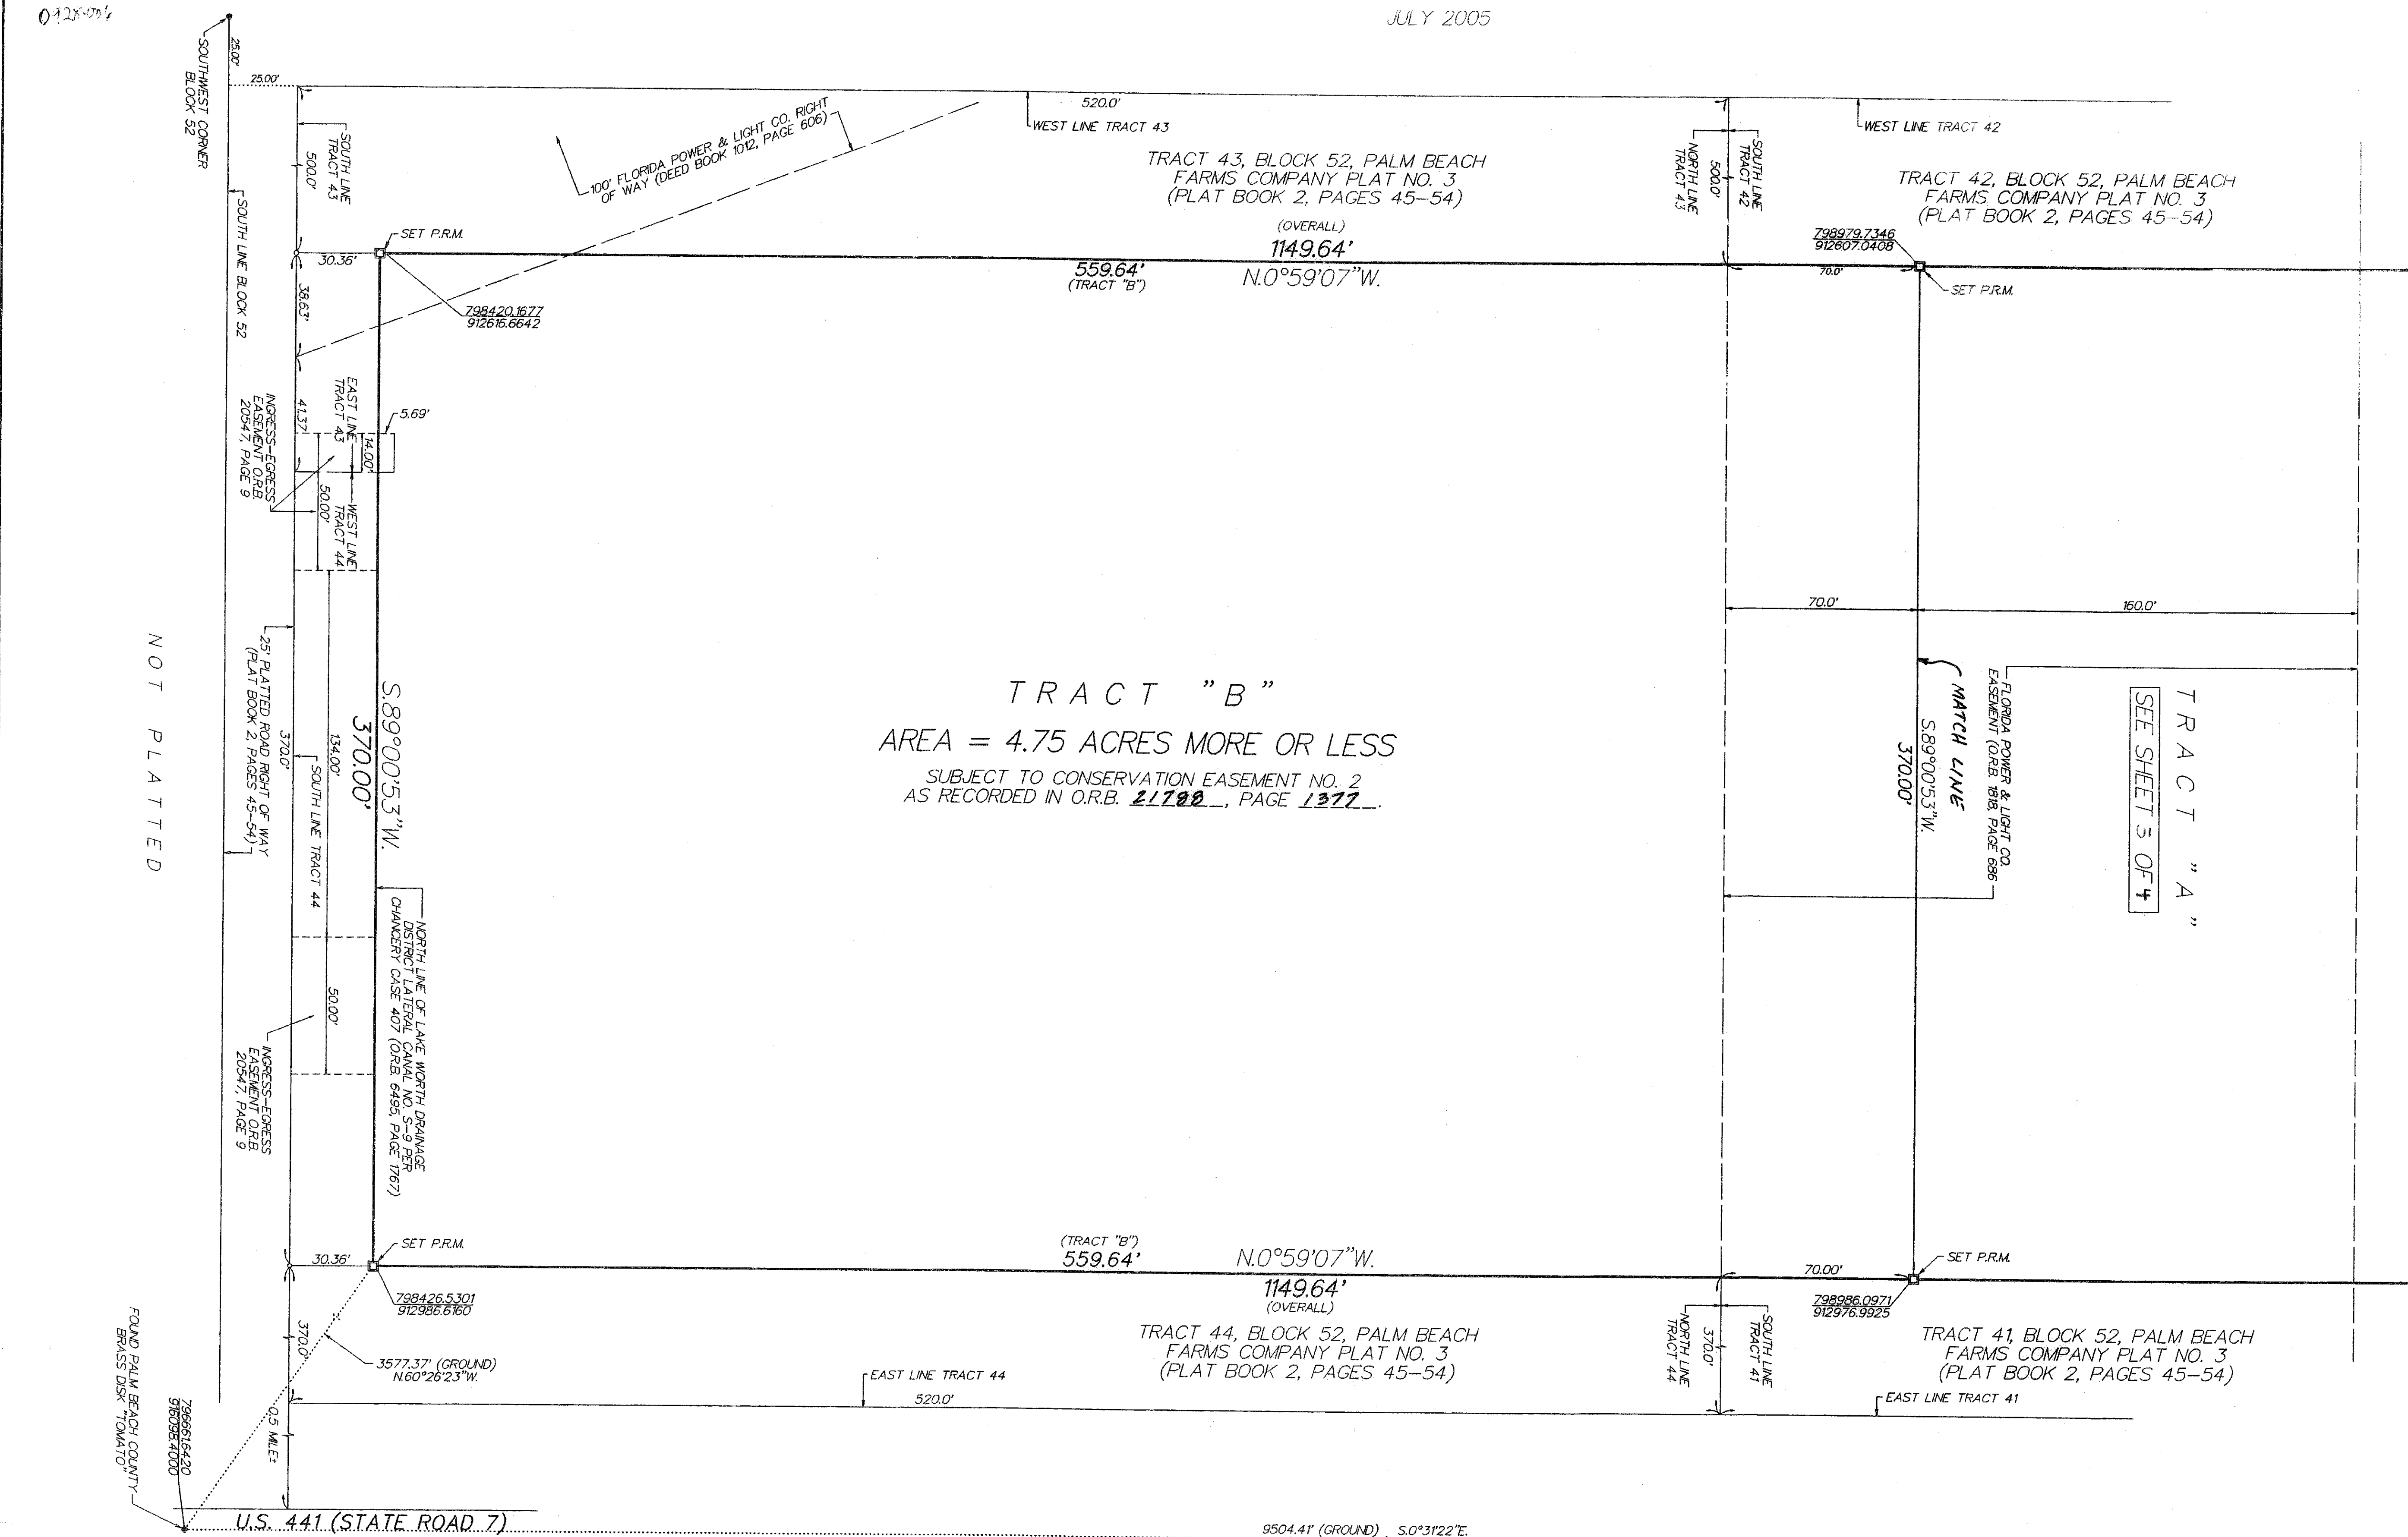 JULY 2005
SOUTHWEST CORNER
BLOCK 52
25.00'
25.00'
SOUTH LINE BLOCK 52
SOUTH LINE
TRACT 43
500.0'
100' FLORIDA POWER & LIGHT CO. RIGHT
OF WAY (DEED BOOK 1012, PAGE 606)
520.0'
WEST LINE TRACT 43
TRACT 43, BLOCK 52, PALM BEACH
FARMS COMPANY PLAT NO. 3
(PLAT BOOK 2, PAGES 45-54)
(OVERALL)
1149.64'
559.64'
(TRACT "B")
N.0°59'07"W.
SOUTH LINE
TRACT 42
500.0'
NORTH LINE
TRACT 43
WEST LINE TRACT 42
TRACT 42, BLOCK 52, PALM BEACH
FARMS COMPANY PLAT NO. 3
(PLAT BOOK 2, PAGES 45-54)
798979.7346
912607.0408
70.0'
SET P.R.M.
SET P.R.M.
30.36'
38.63'
798420.1677
912616.6642
41.37'
EAST LINE
TRACT 43
5.69'
14.00'
INGRESS-EGRESS
EASEMENT O.R.B.
20547, PAGE 9
50.00'
WEST LINE
TRACT 44
NOT PLATTED
25' PLATTED ROAD RIGHT OF WAY
(PLAT BOOK 2, PAGES 45-54)
370.0'
SOUTH LINE TRACT 44
134.00'
S.89°00'53"W.
370.00'
NORTH LINE OF LAKE WORTH DRAINAGE
DISTRICT LATERAL CANAL NO. S-9 PER
CHANCERY CASE 407 (O.R.B. 6495, PAGE 1767)
50.00'
INGRESS-EGRESS
EASEMENT O.R.B.
20547, PAGE 9
TRACT "B"
AREA = 4.75 ACRES MORE OR LESS
SUBJECT TO CONSERVATION EASEMENT NO. 2
AS RECORDED IN O.R.B. 21788, PAGE 1377.
70.0'
160.0'
MATCH LINE
S.89°00'53"W.
370.00'
FLORIDA POWER & LIGHT CO.
EASEMENT (O.R.B. 1818, PAGE 686
TRACT "A"
SEE SHEET 3 OF 4
30.36'
SET P.R.M.
798426.5301
912986.6160
(TRACT "B")
559.64'
N.0°59'07"W.
1149.64'
(OVERALL)
TRACT 44, BLOCK 52, PALM BEACH
FARMS COMPANY PLAT NO. 3
(PLAT BOOK 2, PAGES 45-54)
70.00'
SET P.R.M.
798986.0971
912976.9925
SOUTH LINE
TRACT 41
370.0'
NORTH LINE
TRACT 44
TRACT 41, BLOCK 52, PALM BEACH
FARMS COMPANY PLAT NO. 3
(PLAT BOOK 2, PAGES 45-54)
EAST LINE TRACT 41
370.0'
3577.37' (GROUND)
N.60°26'23"W.
EAST LINE TRACT 44
520.0'
0.5 MILE±
FOUND PALM BEACH COUNTY
BRASS DISK "TOMATO"
796661.6420
916098.4000
U.S. 441 (STATE ROAD 7)
9504.41' (GROUND) S.0°31'22"E.